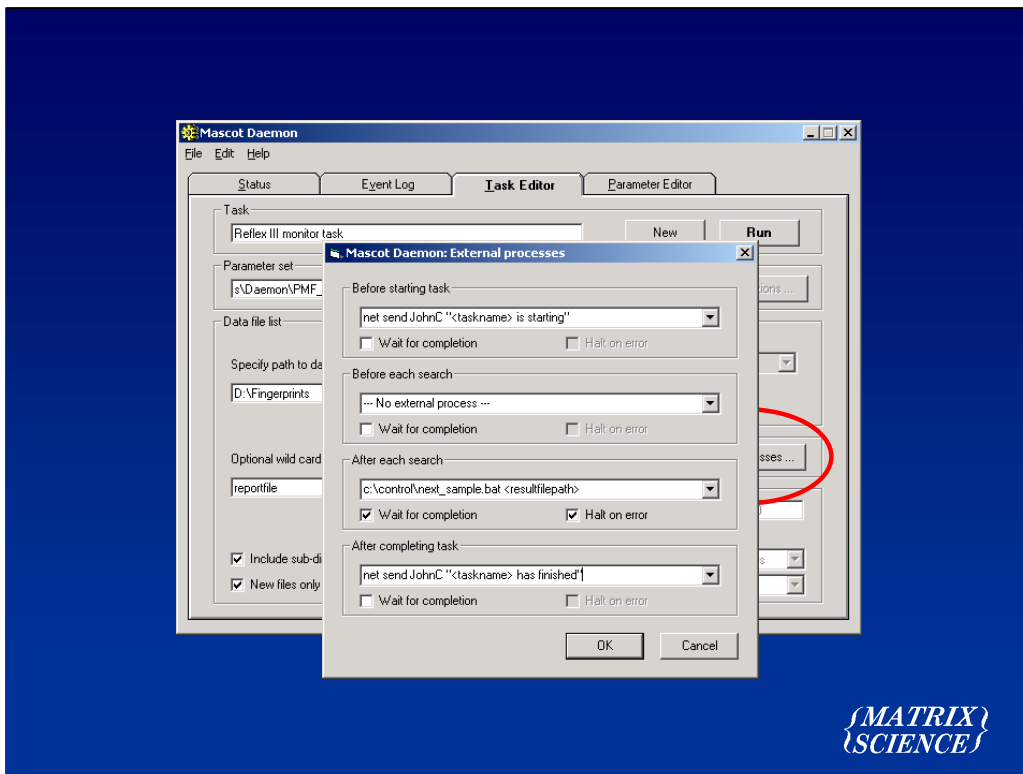 Mascot Daemon
File Edit Help
Status Event Log Task Editor Parameter Editor
Task
Reflex III monitor task
New Run
Parameter set
s\Daemon\PMF_
ions ...
Data file list
Specify path to da
D:\Fingerprints
Optional wild card
reportfile
sses ...
Include sub-di
New files only
s
Mascot Daemon: External processes
Before starting task
net send JohnC "<taskname> is starting"
Wait for completion Halt on error
Before each search
--- No external process ---
Wait for completion Halt on error
After each search
c:\control\next_sample.bat <resultfilepath>
Wait for completion Halt on error
After completing task
net send JohnC "<taskname> has finished"
Wait for completion Halt on error
OK Cancel
{MATRIX}
{SCIENCE}